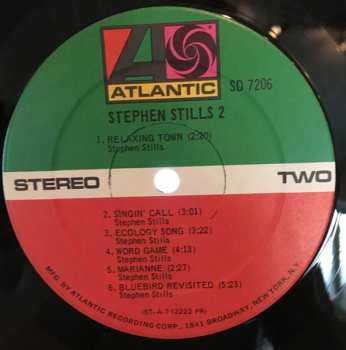 ATLANTIC
SD 7206
STEPHEN STILLS 2
1. RELAXING TOWN (2:20)
Stephen Stills
STEREO
TWO
2. SINGIN' CALL (3:01)
Stephen Stills
3. ECOLOGY SONG (3:22)
Stephen Stills
4. WORD GAME (4:13)
Stephen Stills
5. MARIANNE (2:27)
Stephen Stills
6. BLUEBIRD REVISITED (5:23)
Stephen Stills
(ST-A-712222 PR)
MFG. BY ATLANTIC RECORDING CORP., 1841 BROADWAY, NEW YORK, N.Y.